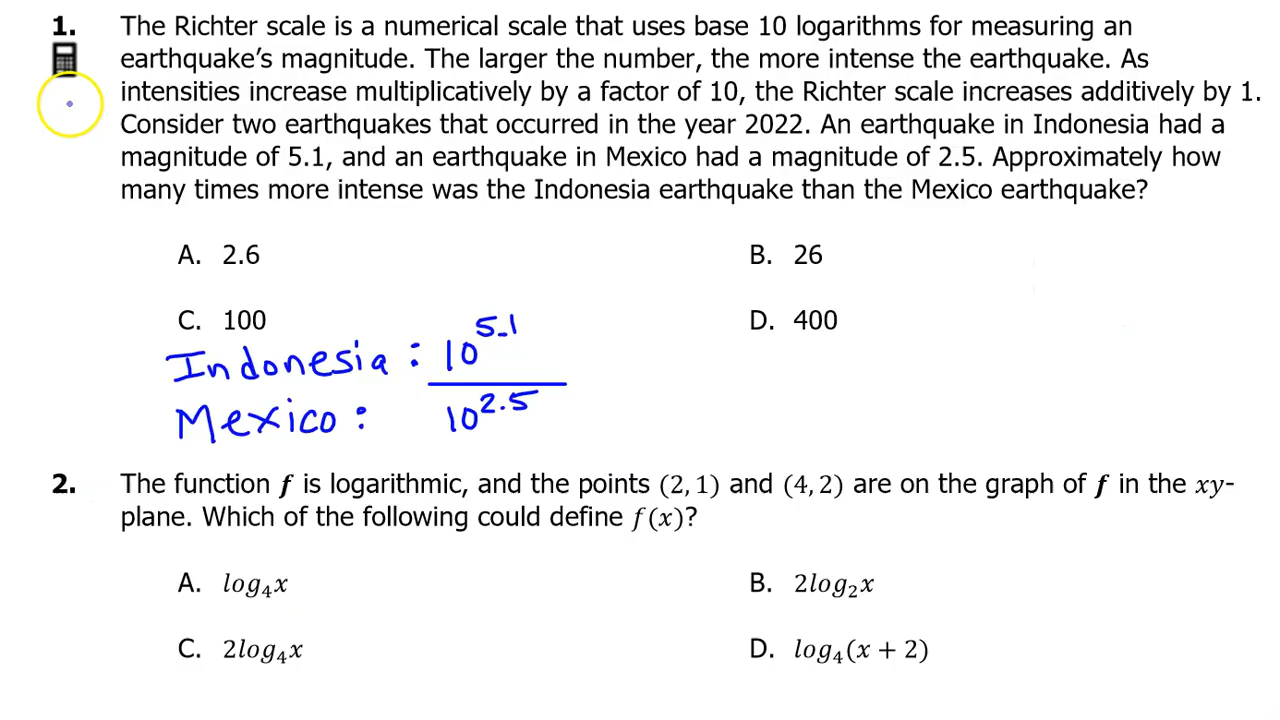 1. The Richter scale is a numerical scale that uses base 10 logarithms for measuring an
earthquake's magnitude. The larger the number, the more intense the earthquake. As
intensities increase multiplicatively by a factor of 10, the Richter scale increases additively by 1.
Consider two earthquakes that occurred in the year 2022. An earthquake in Indonesia had a
magnitude of 5.1, and an earthquake in Mexico had a magnitude of 2.5. Approximately how
many times more intense was the Indonesia earthquake than the Mexico earthquake?
A. 2.6 B. 26
C. 100 D. 400
Indonesia: 10^5.1
Mexico: 10^2.5
2. The function f is logarithmic, and the points (2, 1) and (4, 2) are on the graph of f in the xy-
plane. Which of the following could define f(x)?
A. log₄x B. 2log₂x
C. 2log₄x D. log₄(x + 2)